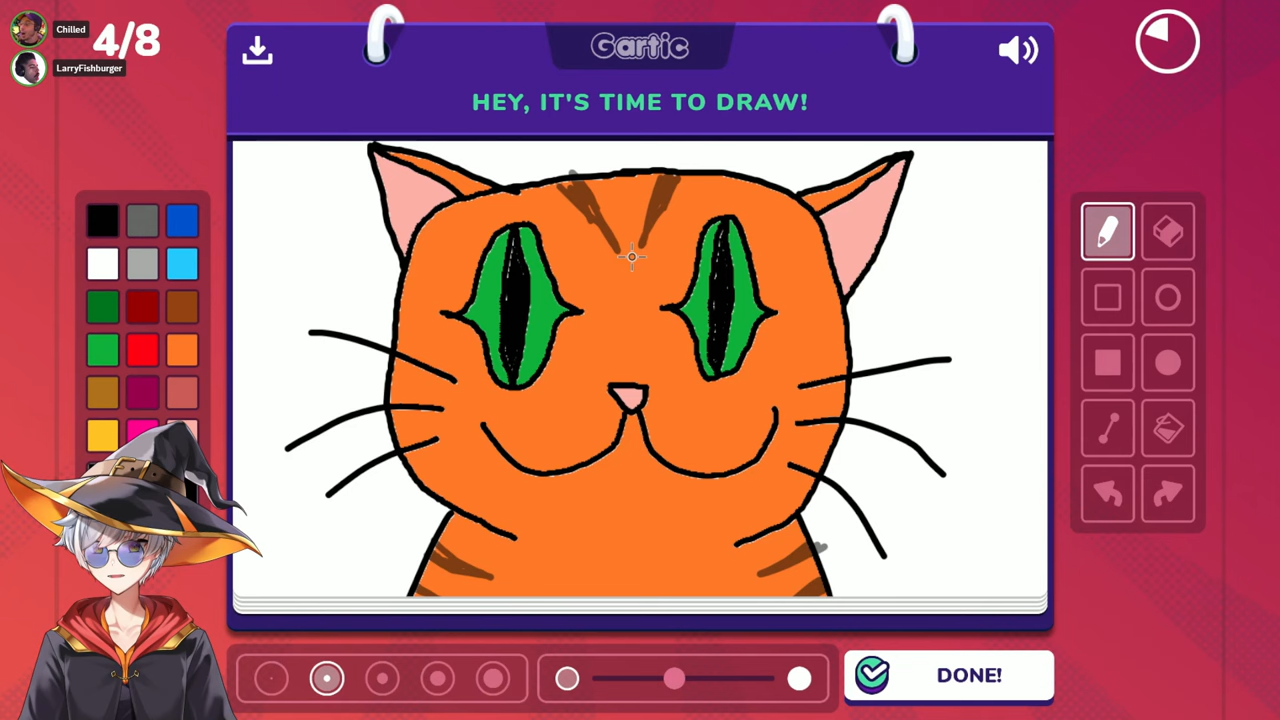 Chilled
4/8
LarryFishburger
Gartic
HEY, IT'S TIME TO DRAW!
DONE!